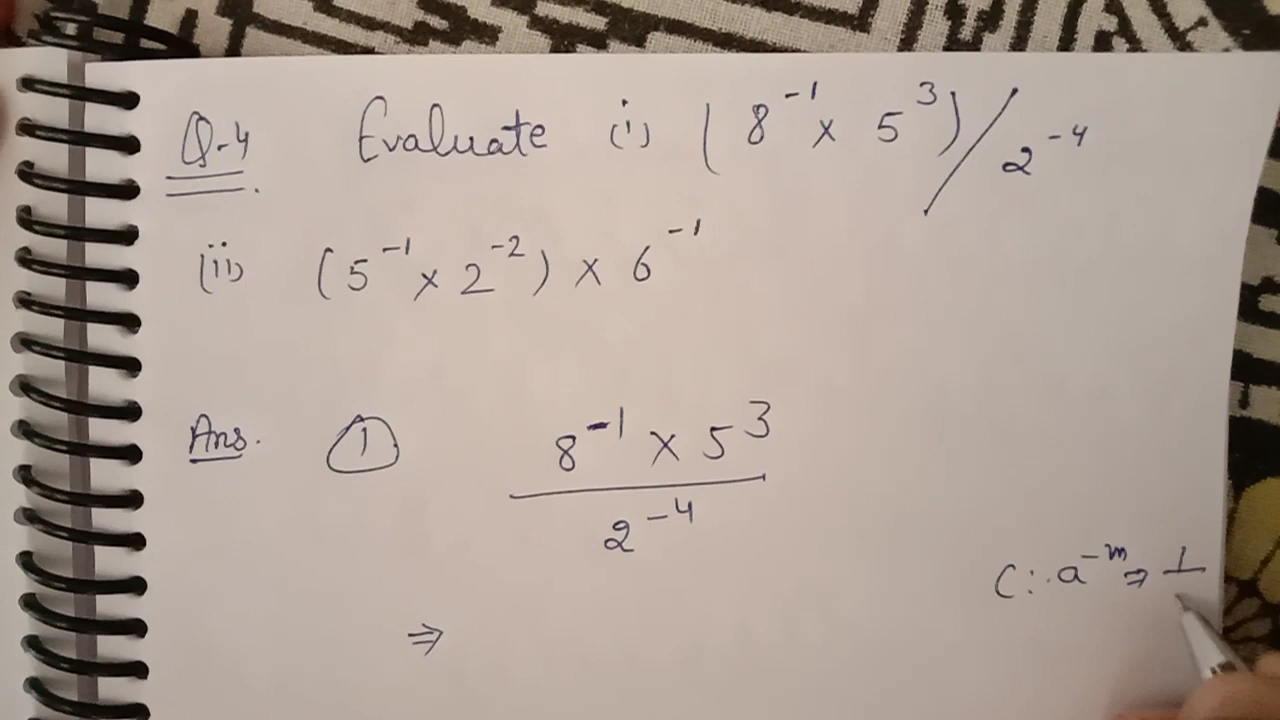 Q.4 Evaluate (i) (8⁻¹ × 5³) / 2⁻⁴
(ii) (5⁻¹ × 2⁻²) × 6⁻¹
Ans. ① 8⁻¹ × 5³
2⁻⁴
(∵ a⁻ᵐ ⇒ 1
⇒